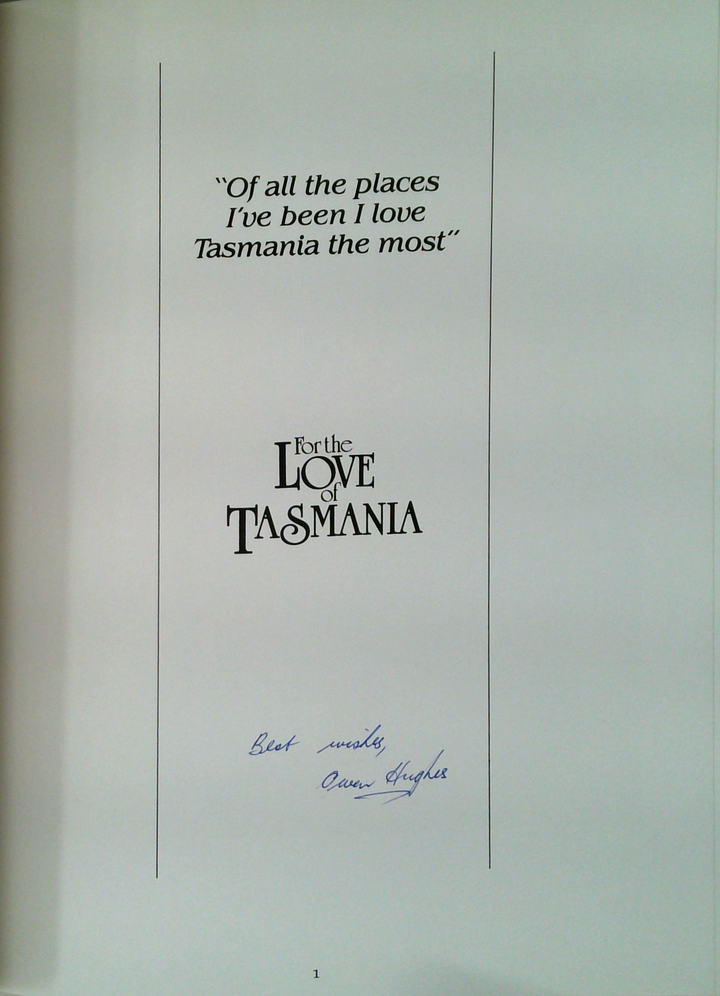 “Of all the places
I’ve been I love
Tasmania the most”
For the
LOVE
of
TASMANIA
Best wishes,
Owen Hughes
1